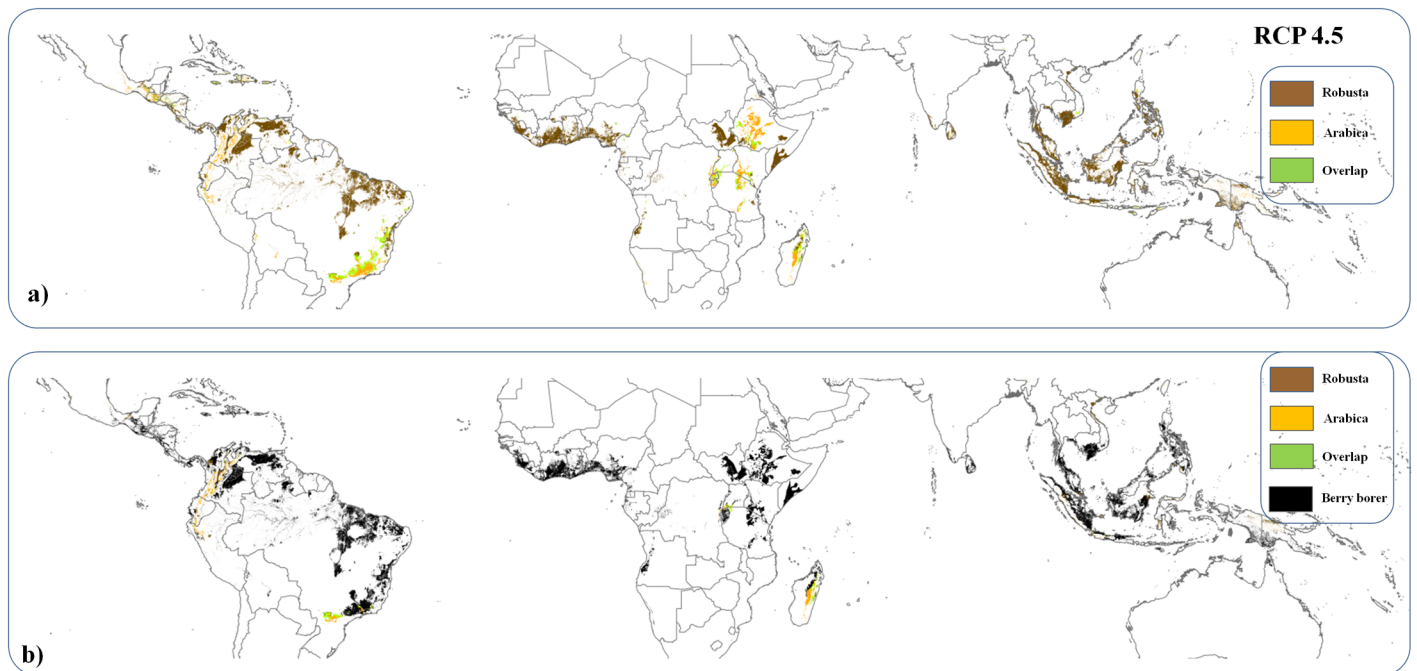 RCP 4.5
Robusta
Arabica
Overlap
a)
Robusta
Arabica
Overlap
Berry borer
b)